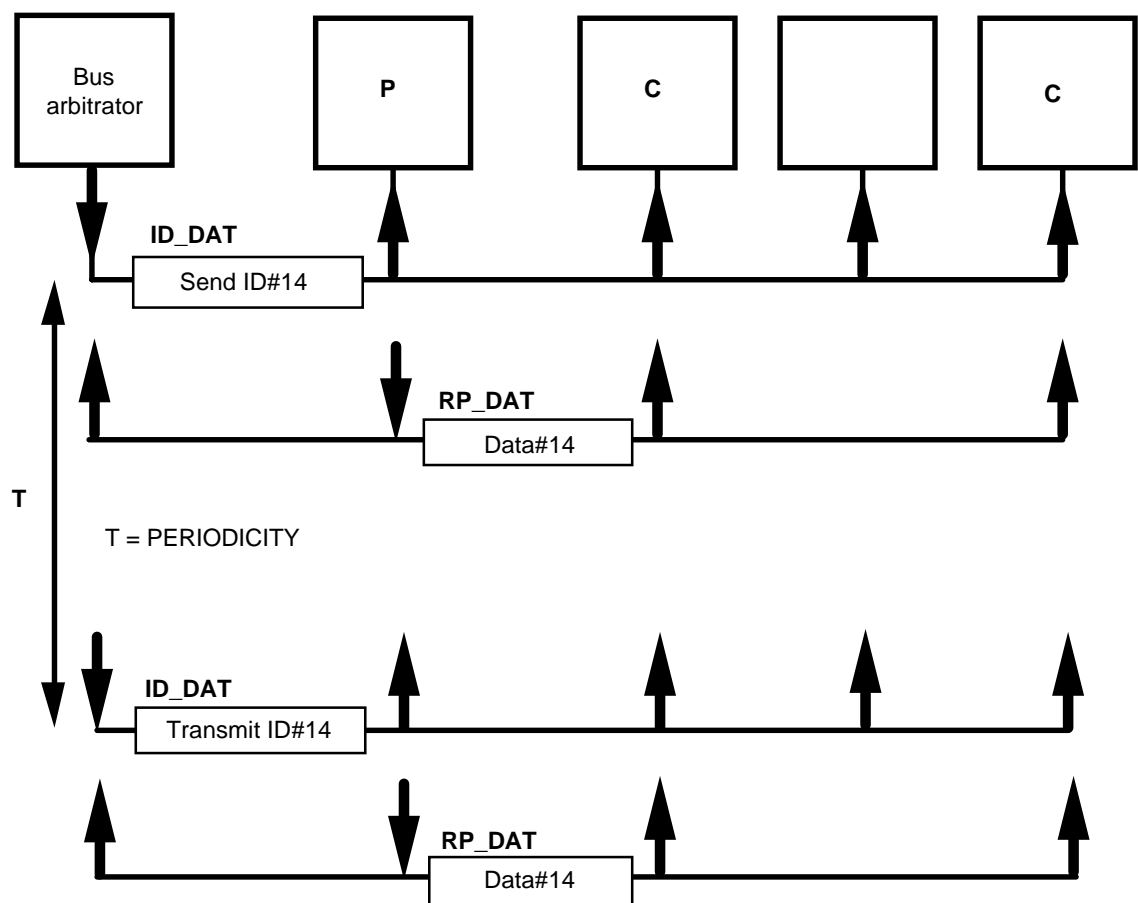 Bus
arbitrator
P
C
C
ID_DAT
Send ID#14
RP_DAT
Data#14
T
T = PERIODICITY
ID_DAT
Transmit ID#14
RP_DAT
Data#14